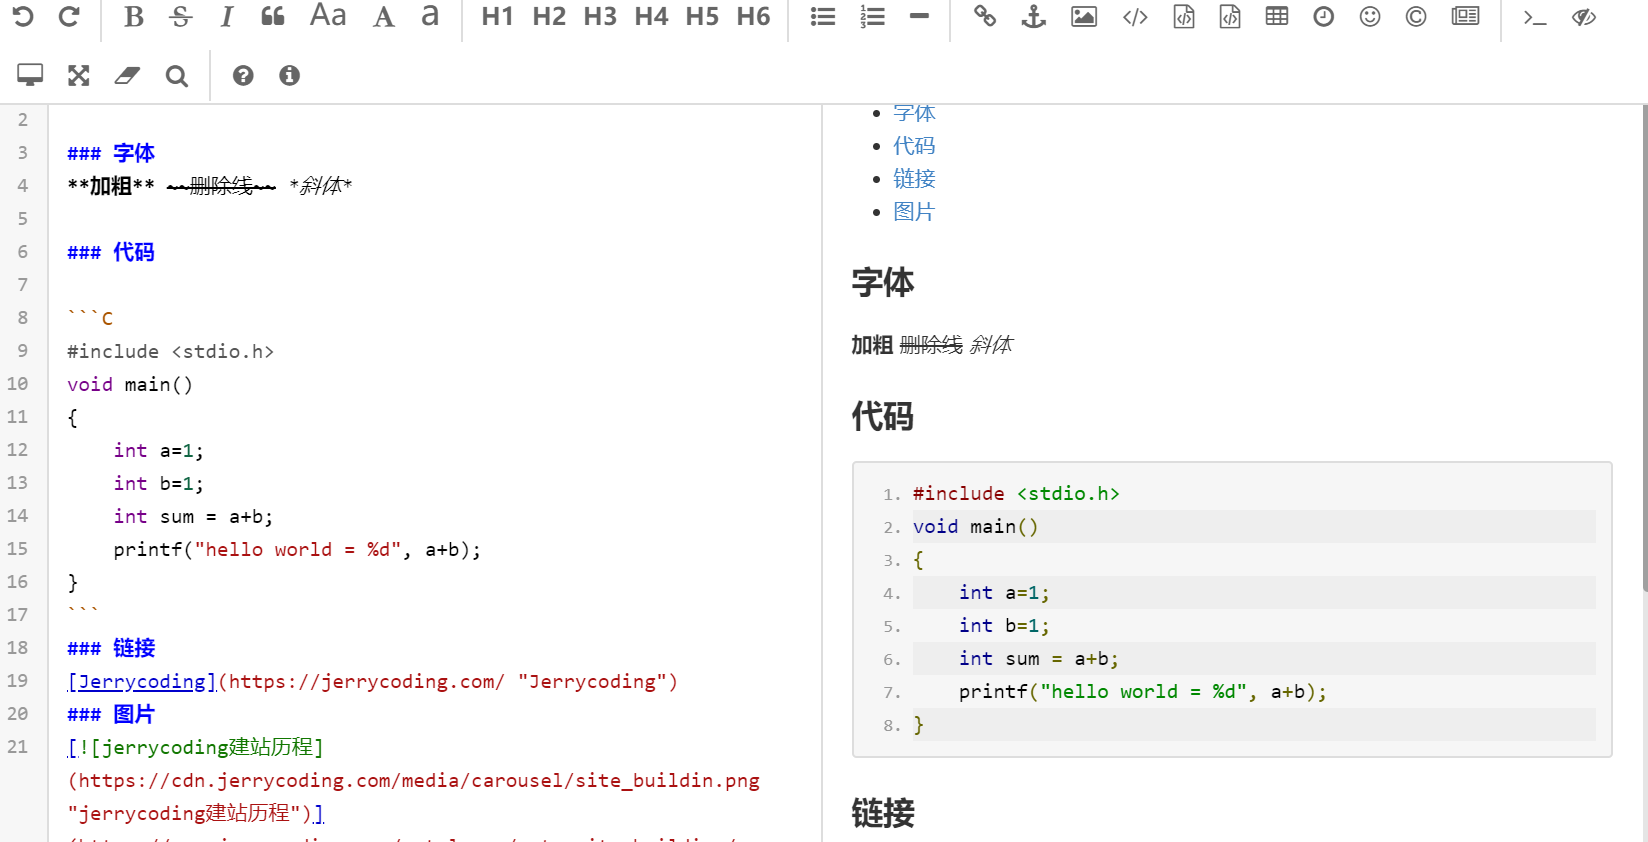 B S I Aa A a H1 H2 H3 H4 H5 H6
2
3 ### 字体
4 **加粗** ~~删除线~~ *斜体*
5
6 ### 代码
7
8 ```C
9 #include <stdio.h>
10 void main()
11 {
12 int a=1;
13 int b=1;
14 int sum = a+b;
15 printf("hello world = %d", a+b);
16 }
17 ```
18 ### 链接
19 [Jerrycoding](https://jerrycoding.com/ "Jerrycoding")
20 ### 图片
21 [![jerrycoding建站历程]
(https://cdn.jerrycoding.com/media/carousel/site_buildin.png
"jerrycoding建站历程")]
字体
代码
链接
图片
字体
加粗 删除线 斜体
代码
1. #include <stdio.h>
2. void main()
3. {
4. int a=1;
5. int b=1;
6. int sum = a+b;
7. printf("hello world = %d", a+b);
8. }
链接